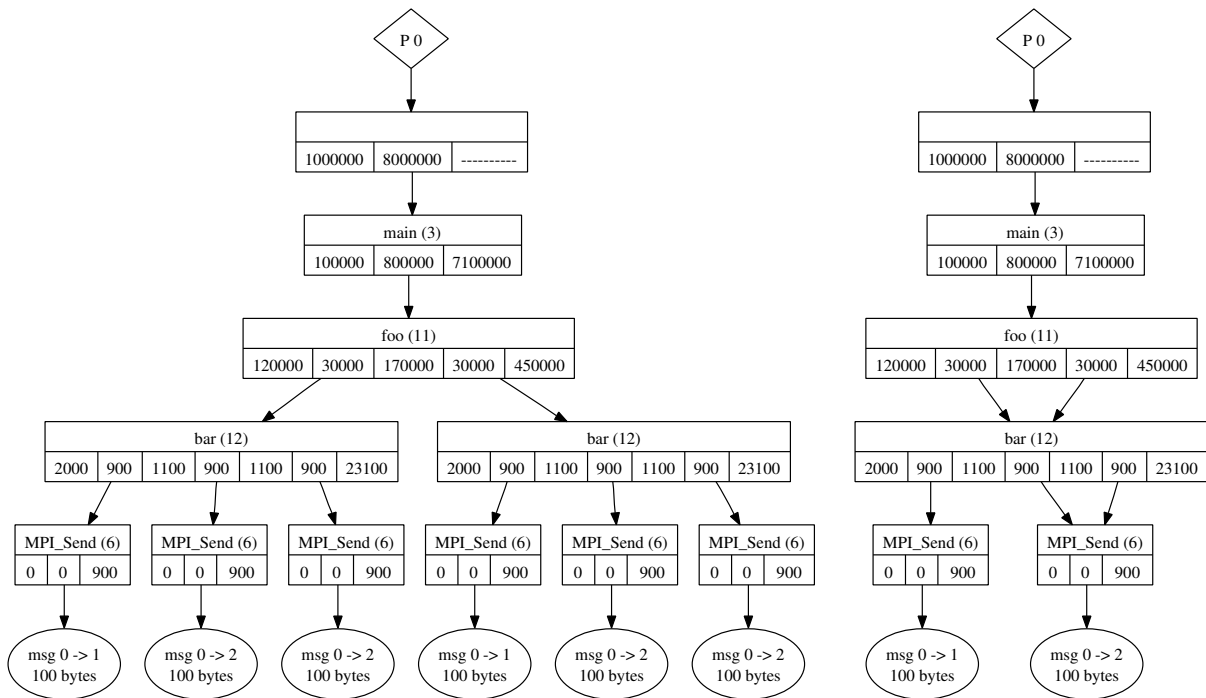 P 0
1000000 8000000 ----------
main (3)
100000 800000 7100000
foo (11)
120000 30000 170000 30000 450000
bar (12)
2000 900 1100 900 1100 900 23100
bar (12)
2000 900 1100 900 1100 900 23100
MPI_Send (6)
0 0 900
MPI_Send (6)
0 0 900
MPI_Send (6)
0 0 900
MPI_Send (6)
0 0 900
MPI_Send (6)
0 0 900
MPI_Send (6)
0 0 900
msg 0 -> 1
100 bytes
msg 0 -> 2
100 bytes
msg 0 -> 2
100 bytes
msg 0 -> 1
100 bytes
msg 0 -> 2
100 bytes
msg 0 -> 2
100 bytes
P 0
1000000 8000000 ----------
main (3)
100000 800000 7100000
foo (11)
120000 30000 170000 30000 450000
bar (12)
2000 900 1100 900 1100 900 23100
MPI_Send (6)
0 0 900
MPI_Send (6)
0 0 900
msg 0 -> 1
100 bytes
msg 0 -> 2
100 bytes